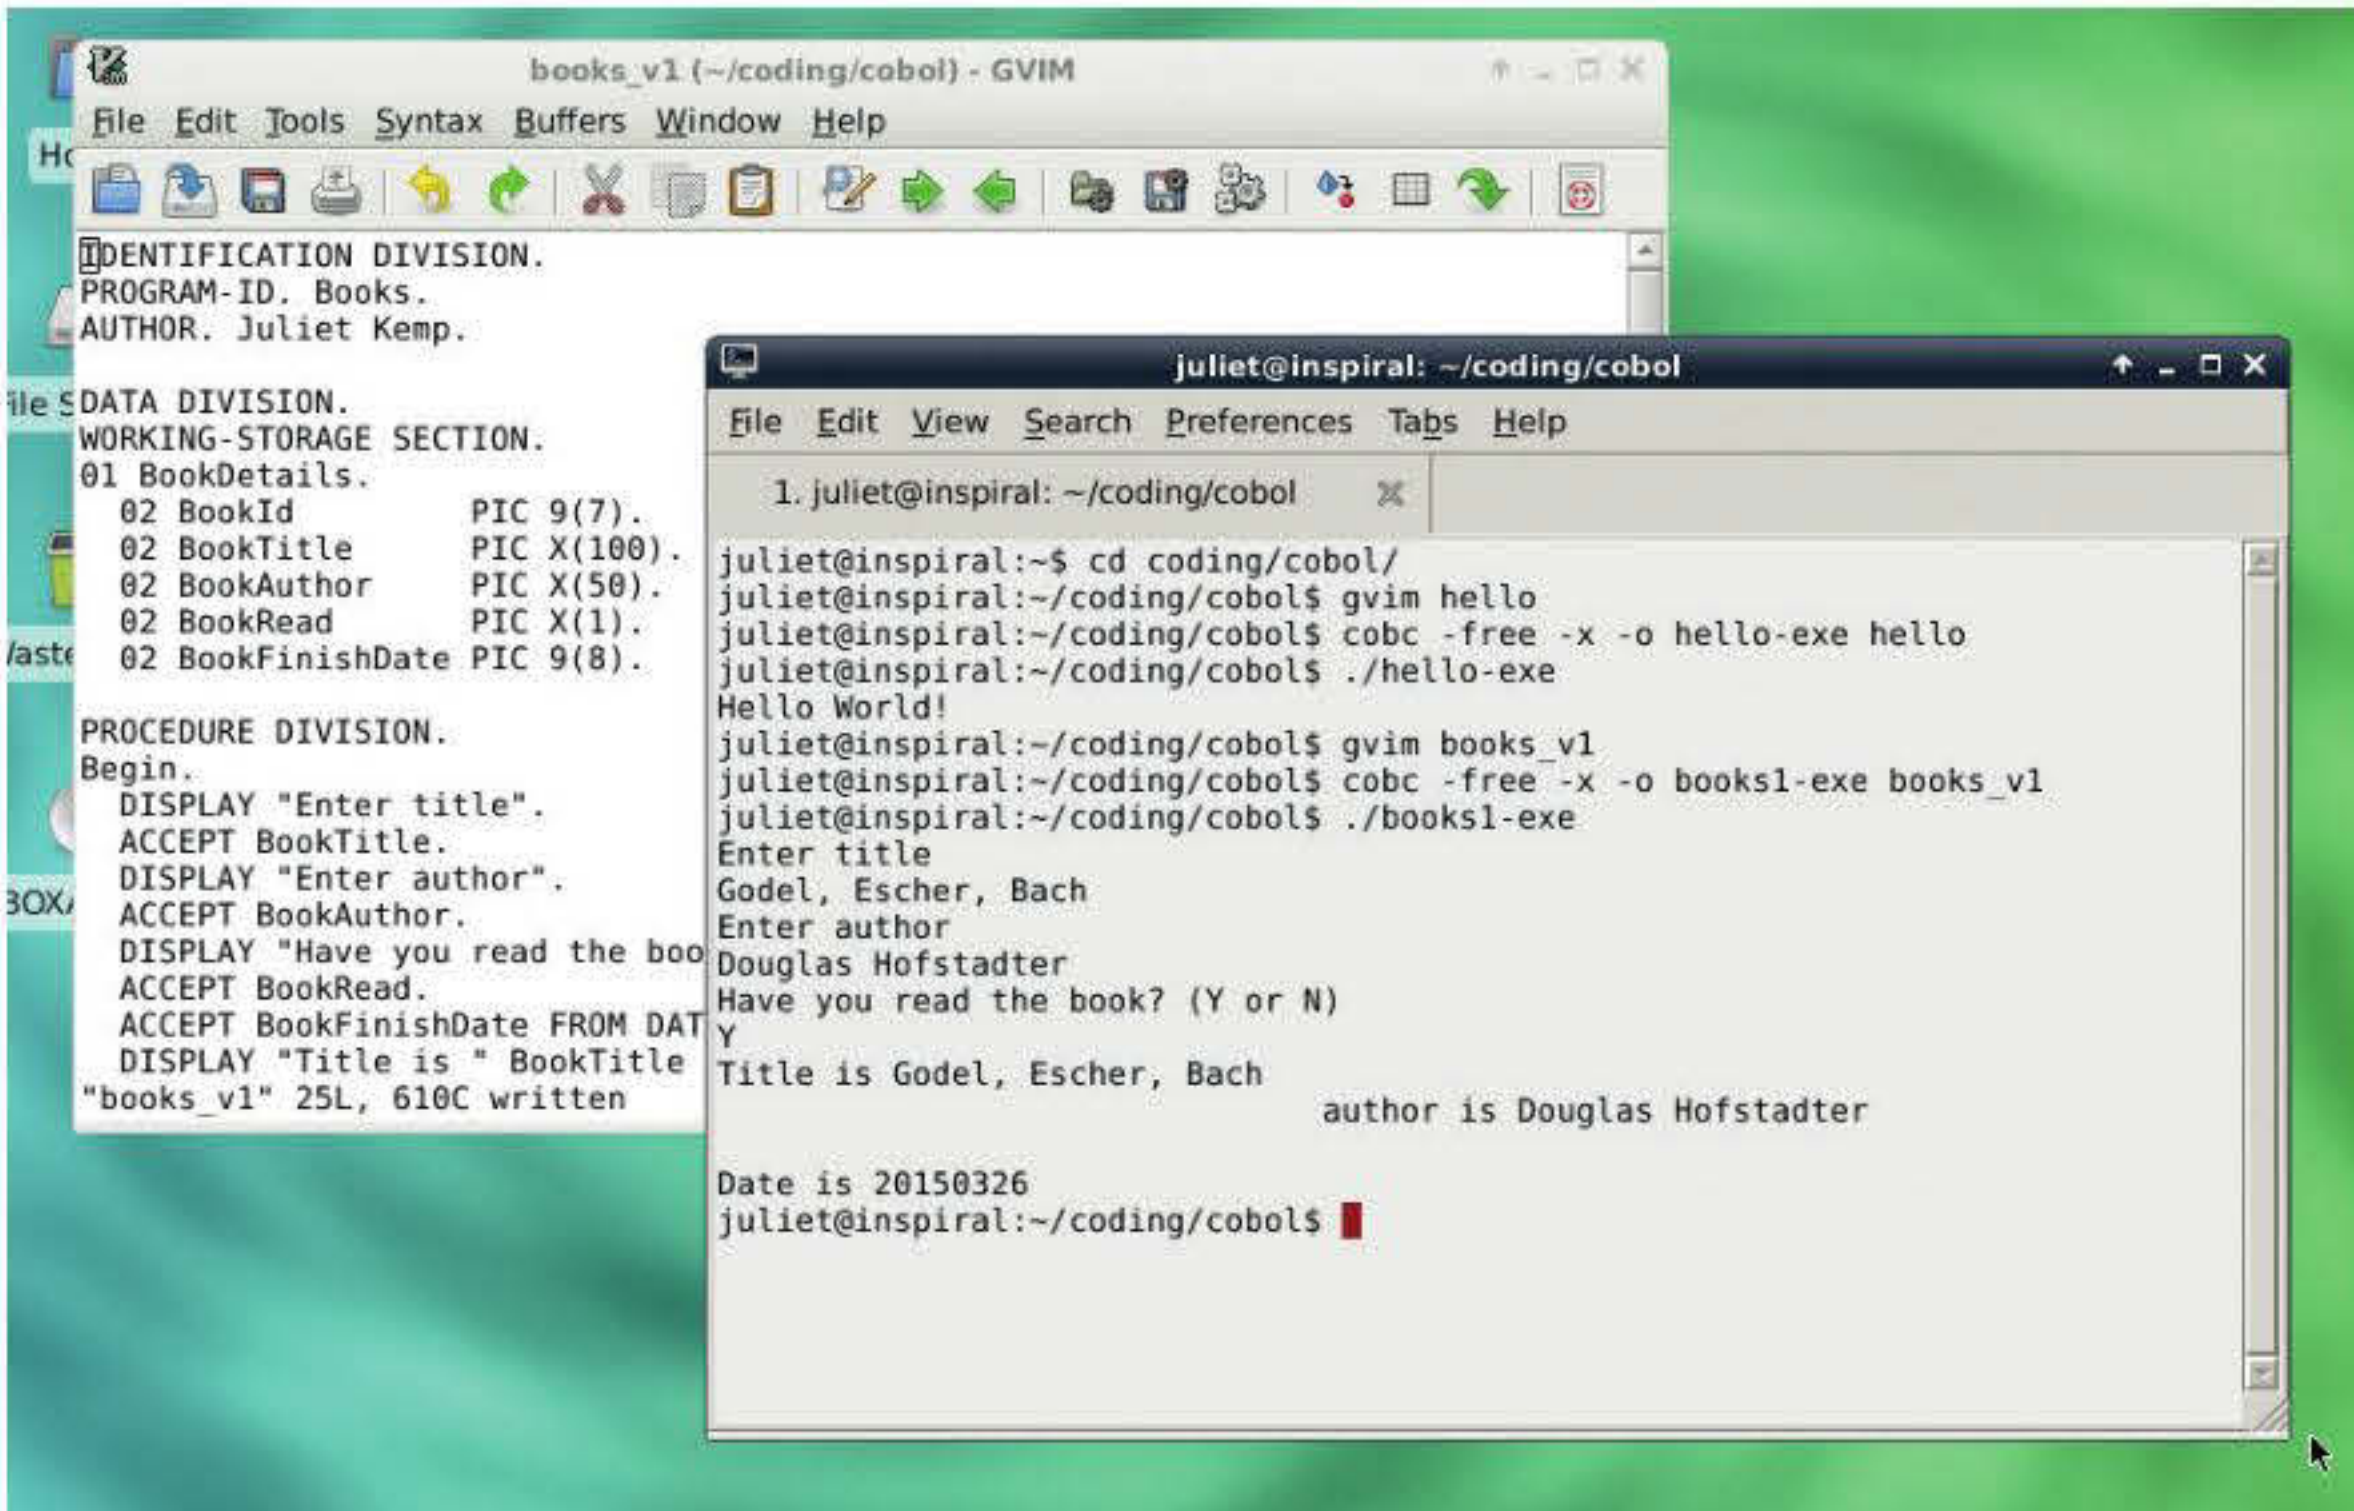 books_v1 (~/coding/cobol) - GVIM
File Edit Tools Syntax Buffers Window Help
IDENTIFICATION DIVISION.
PROGRAM-ID. Books.
AUTHOR. Juliet Kemp.
DATA DIVISION.
WORKING-STORAGE SECTION.
01 BookDetails.
02 BookId PIC 9(7).
02 BookTitle PIC X(100).
02 BookAuthor PIC X(50).
02 BookRead PIC X(1).
02 BookFinishDate PIC 9(8).
PROCEDURE DIVISION.
Begin.
DISPLAY "Enter title".
ACCEPT BookTitle.
DISPLAY "Enter author".
ACCEPT BookAuthor.
DISPLAY "Have you read the boo
ACCEPT BookRead.
ACCEPT BookFinishDate FROM DAT
DISPLAY "Title is " BookTitle
"books_v1" 25L, 610C written
juliet@inspiral: ~/coding/cobol
File Edit View Search Preferences Tabs Help
1. juliet@inspiral: ~/coding/cobol
juliet@inspiral:~$ cd coding/cobol/
juliet@inspiral:~/coding/cobol$ gvim hello
juliet@inspiral:~/coding/cobol$ cobc -free -x -o hello-exe hello
juliet@inspiral:~/coding/cobol$ ./hello-exe
Hello World!
juliet@inspiral:~/coding/cobol$ gvim books_v1
juliet@inspiral:~/coding/cobol$ cobc -free -x -o books1-exe books_v1
juliet@inspiral:~/coding/cobol$ ./books1-exe
Enter title
Godel, Escher, Bach
Enter author
Douglas Hofstadter
Have you read the book? (Y or N)
Y
Title is Godel, Escher, Bach
author is Douglas Hofstadter
Date is 20150326
juliet@inspiral:~/coding/cobol$